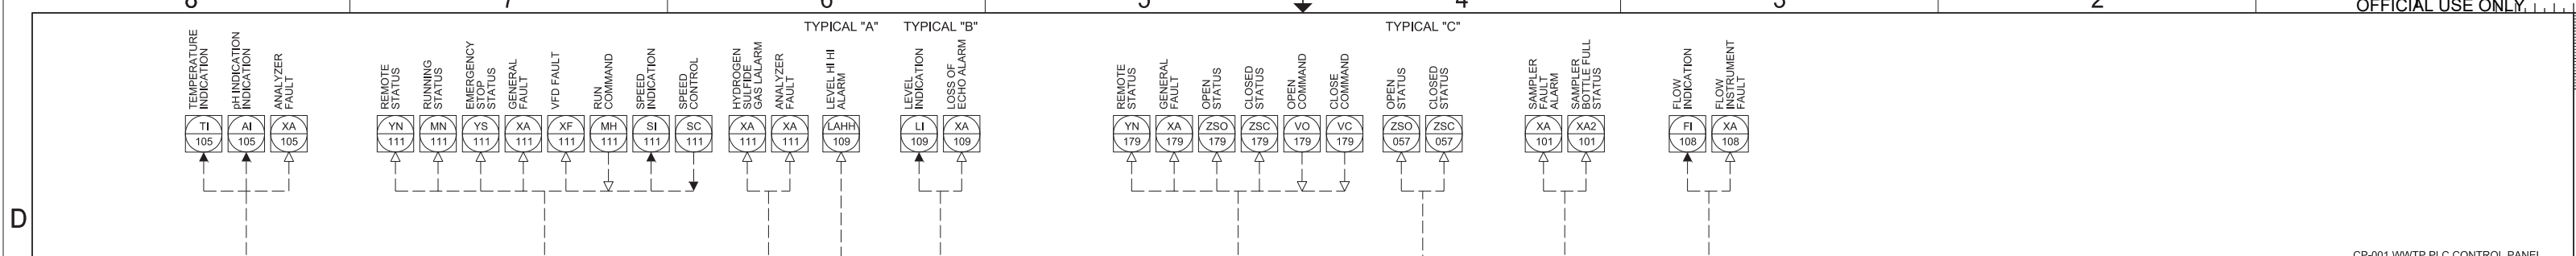 8 7 6 5 4 3 2
OFFICIAL USE ONLY
TYPICAL "A" TYPICAL "B" TYPICAL "C"
TEMPERATURE
INDICATION
pH INDICATION
INDICATION
ANALYZER
FAULT
REMOTE
STATUS
RUNNING
STATUS
EMERGENCY
STOP
STATUS
GENERAL
FAULT
VFD FAULT
RUN
COMMAND
SPEED
INDICATION
SPEED
CONTROL
HYDROGEN
SULFIDE
GAS LALARM
ANALYZER
FAULT
LEVEL HI HI
ALARM
LEVEL
INDICATION
LOSS OF
ECHO ALARM
REMOTE
STATUS
GENERAL
FAULT
OPEN
STATUS
CLOSED
STATUS
OPEN
COMMAND
CLOSE
COMMAND
OPEN
STATUS
CLOSED
STATUS
SAMPLER
FAULT
ALARM
SAMPLER
BOTTLE FULL
STATUS
FLOW
INDICATION
FLOW
INSTRUMENT
FAULT
TI AI XA YN MN YS XA XF MH SI SC XA XA LAHH LI XA YN XA ZSO ZSC VO VC ZSO ZSC XA XA2 FI XA
105 105 105 111 111 111 111 111 111 111 111 111 111 109 109 109 179 179 179 179 179 179 057 057 101 101 108 108
D
CP-001 WWTP PLC CONTROL PANEL